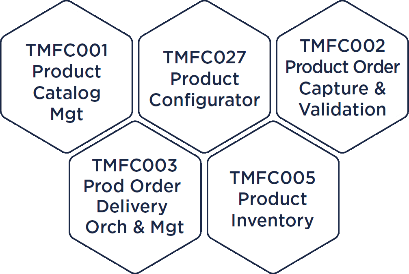 TMFC001
Product
Catalog
Mgt
TMFC027
Product
Configurator
TMFC002
Product Order
Capture &
Validation
TMFC003
Prod Order
Delivery
Orch & Mgt
TMFC005
Product
Inventory